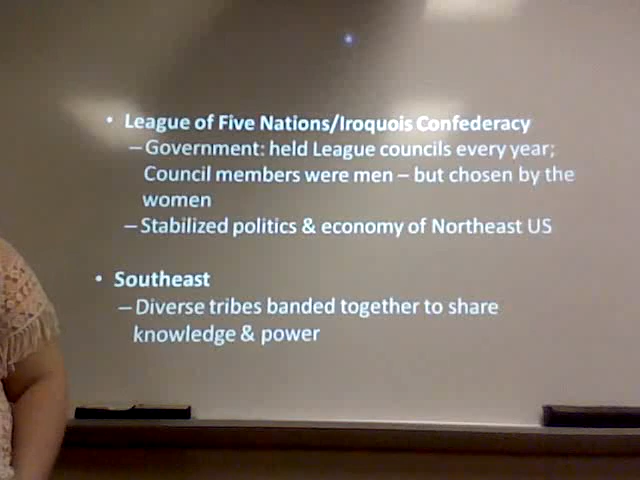 • League of Five Nations/Iroquois Confederacy
– Government: held League councils every year;
Council members were men – but chosen by the
women
– Stabilized politics & economy of Northeast US
• Southeast
– Diverse tribes banded together to share
knowledge & power